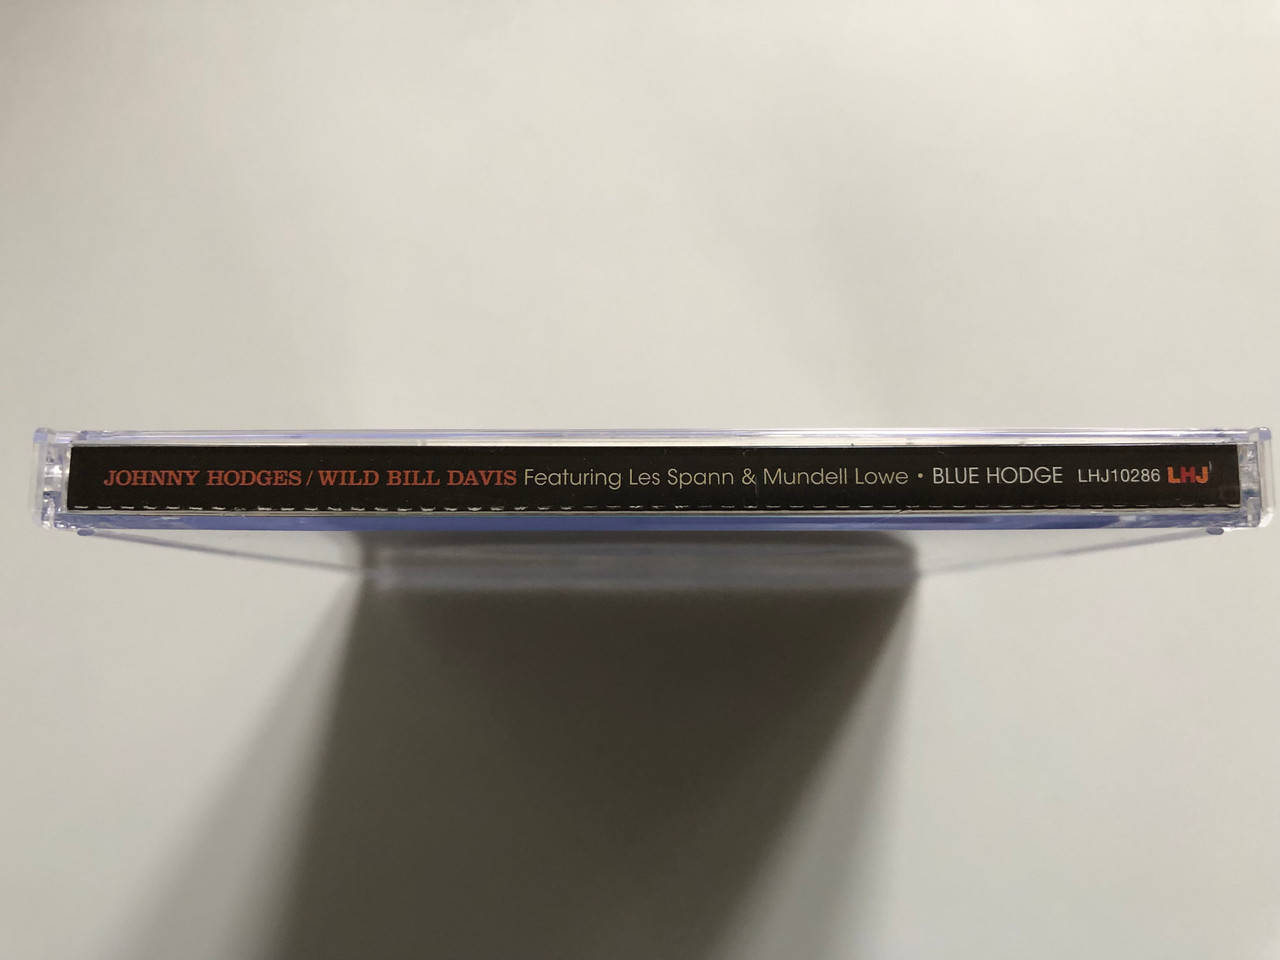 JOHNNY HODGES / WILD BILL DAVIS Featuring Les Spann & Mundell Lowe • BLUE HODGE LHJ10286 LHJ